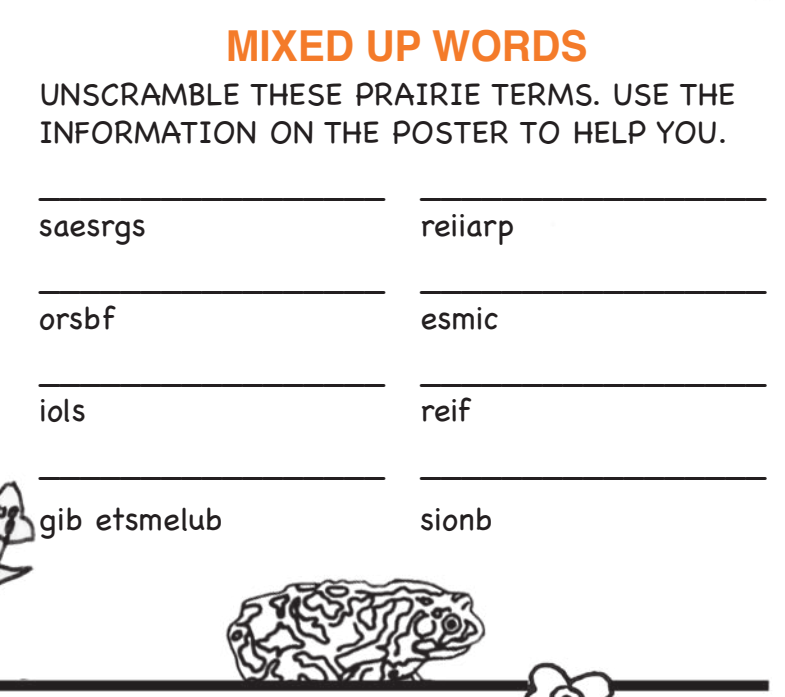 MIXED UP WORDS
UNSCRAMBLE THESE PRAIRIE TERMS. USE THE
INFORMATION ON THE POSTER TO HELP YOU.
saesrgs reiiarp
orsbf esmic
iols reif
gib etsmelub sionb